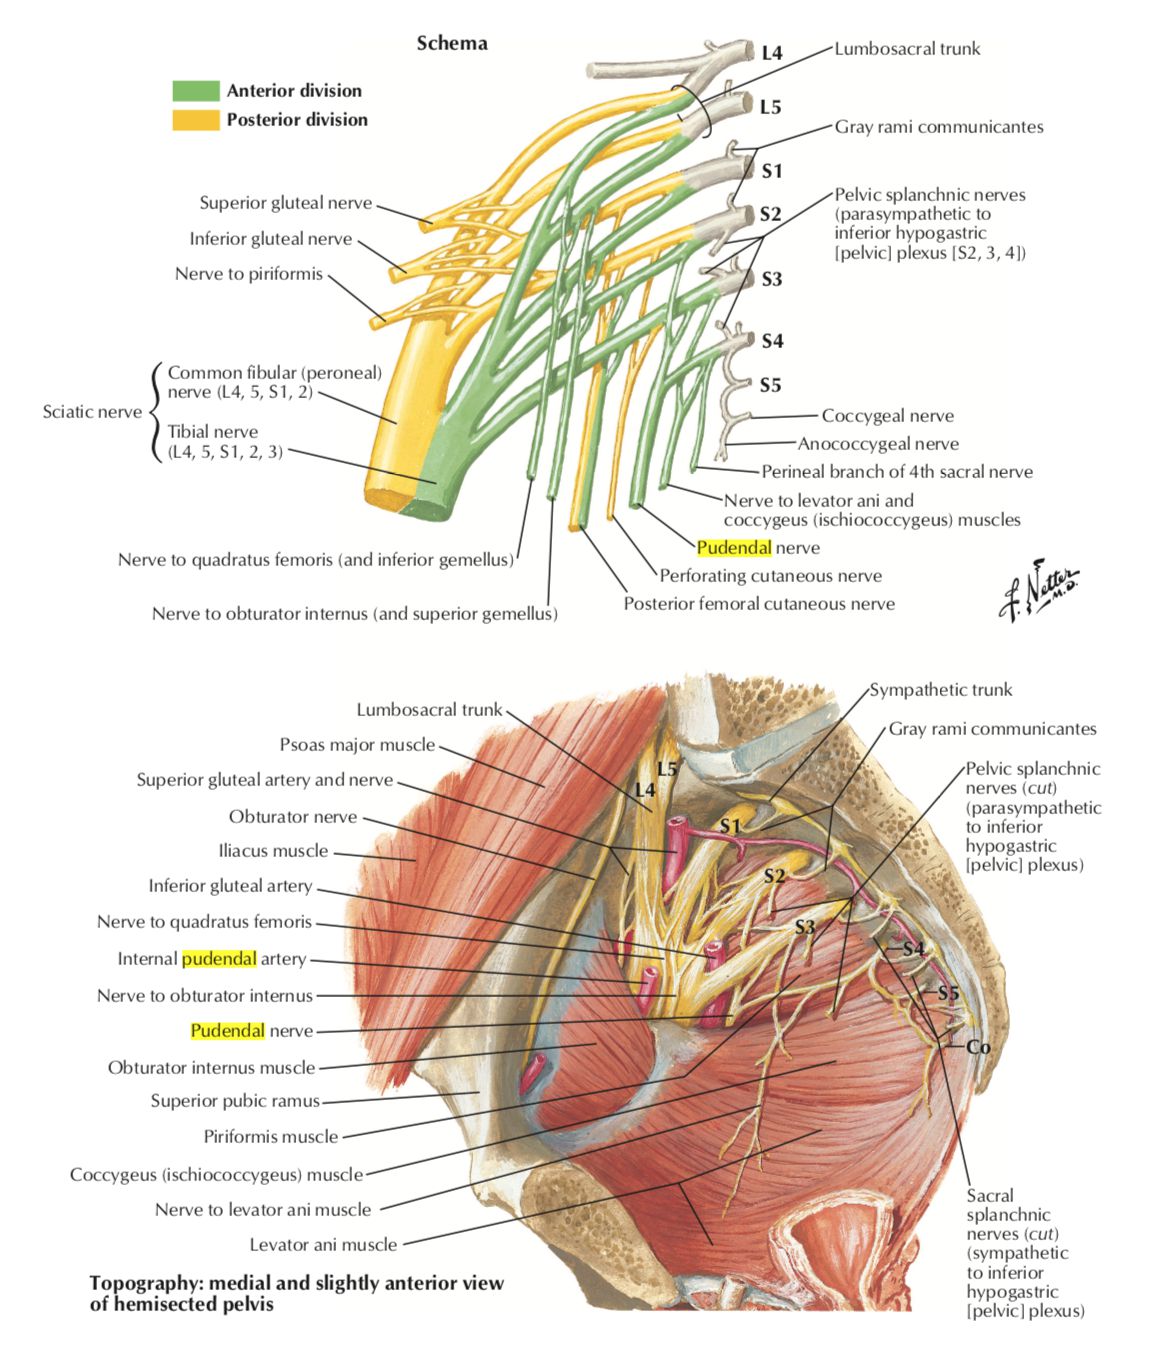 Schema
Anterior division
Posterior division
L4
L5
S1
S2
S3
S4
S5
Lumbosacral trunk
Gray rami communicantes
Pelvic splanchnic nerves
(parasympathetic to
inferior hypogastric
[pelvic] plexus [S2, 3, 4])
Superior gluteal nerve
Inferior gluteal nerve
Nerve to piriformis
Sciatic nerve
Common fibular (peroneal)
nerve (L4, 5, S1, 2)
Tibial nerve
(L4, 5, S1, 2, 3)
Coccygeal nerve
Anococcygeal nerve
Perineal branch of 4th sacral nerve
Nerve to levator ani and
coccygeus (ischiococcygeus) muscles
Pudendal nerve
Perforating cutaneous nerve
Posterior femoral cutaneous nerve
Nerve to quadratus femoris (and inferior gemellus)
Nerve to obturator internus (and superior gemellus)
F. Netter
M.D.
Lumbosacral trunk
Psoas major muscle
Superior gluteal artery and nerve
Obturator nerve
Iliacus muscle
Inferior gluteal artery
Nerve to quadratus femoris
Internal pudendal artery
Nerve to obturator internus
Pudendal nerve
Obturator internus muscle
Superior pubic ramus
Piriformis muscle
Coccygeus (ischiococcygeus) muscle
Nerve to levator ani muscle
Levator ani muscle
L5
L4
S1
S2
S3
S4
S5
Co
Sympathetic trunk
Gray rami communicantes
Pelvic splanchnic
nerves (cut)
(parasympathetic
to inferior
hypogastric
[pelvic] plexus)
Sacral
splanchnic
nerves (cut)
(sympathetic
to inferior
hypogastric
[pelvic] plexus)
Topography: medial and slightly anterior view
of hemisected pelvis